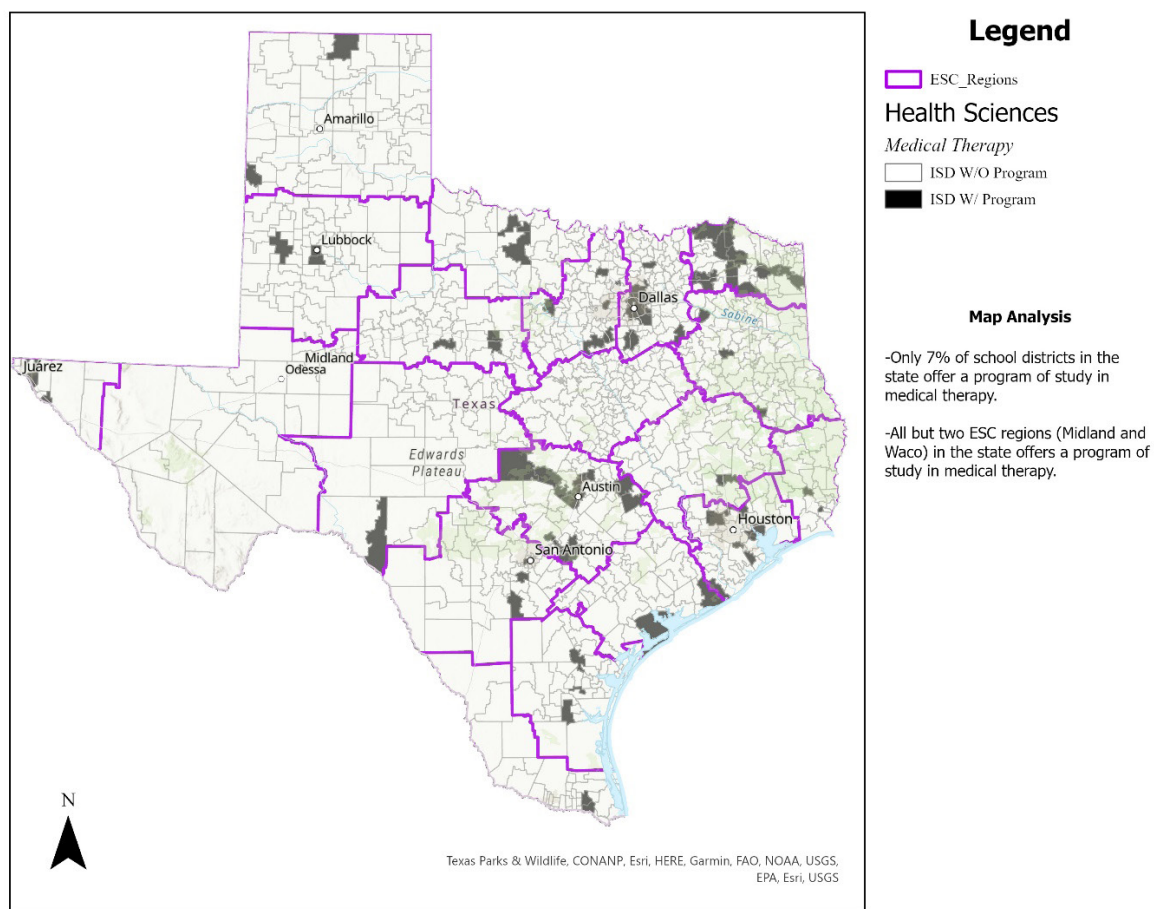 Amarillo
Lubbock
Dallas
Sabine
Juárez
Midland
Odessa
Texas
Edwards
Plateau
Austin
Houston
San Antonio
N
Texas Parks & Wildlife, CONANP, Esri, HERE, Garmin, FAO, NOAA, USGS,
EPA, Esri, USGS
Legend
ESC_Regions
Health Sciences
Medical Therapy
ISD W/O Program
ISD W/ Program
Map Analysis
-Only 7% of school districts in the
state offer a program of study in
medical therapy.
-All but two ESC regions (Midland and
Waco) in the state offers a program of
study in medical therapy.